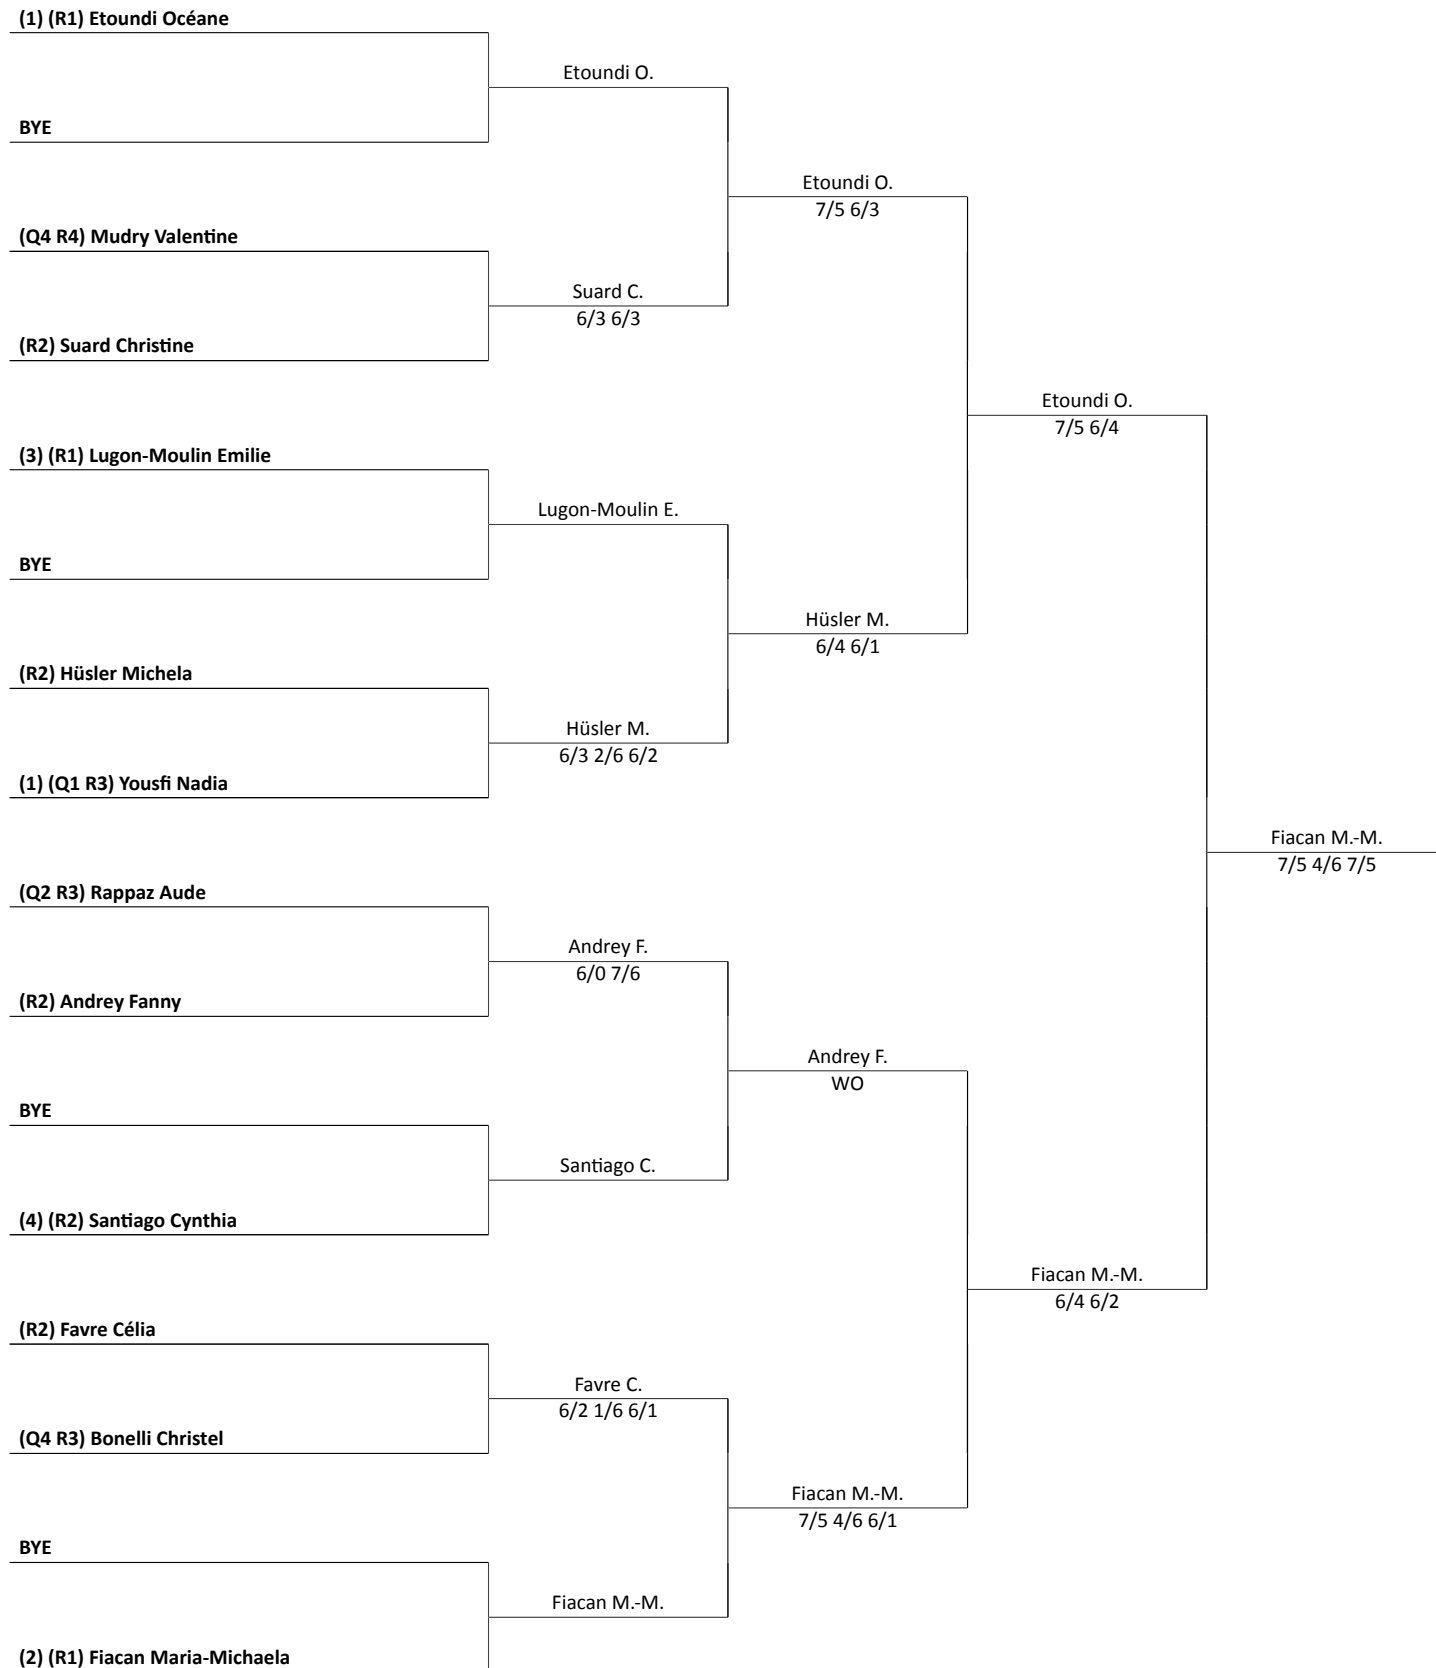 (1) (R1) Etoundi Océane
Etoundi O.
BYE
Etoundi O.
7/5 6/3
(Q4 R4) Mudry Valentine
Suard C.
6/3 6/3
(R2) Suard Christine
Etoundi O.
7/5 6/4
(3) (R1) Lugon-Moulin Emilie
Lugon-Moulin E.
BYE
Hüsler M.
6/4 6/1
(R2) Hüsler Michela
Hüsler M.
6/3 2/6 6/2
(1) (Q1 R3) Yousfi Nadia
Fiacan M.-M.
7/5 4/6 7/5
(Q2 R3) Rappaz Aude
Andrey F.
6/0 7/6
(R2) Andrey Fanny
Andrey F.
WO
BYE
Santiago C.
(4) (R2) Santiago Cynthia
Fiacan M.-M.
6/4 6/2
(R2) Favre Célia
Favre C.
6/2 1/6 6/1
(Q4 R3) Bonelli Christel
Fiacan M.-M.
7/5 4/6 6/1
BYE
Fiacan M.-M.
(2) (R1) Fiacan Maria-Michaela